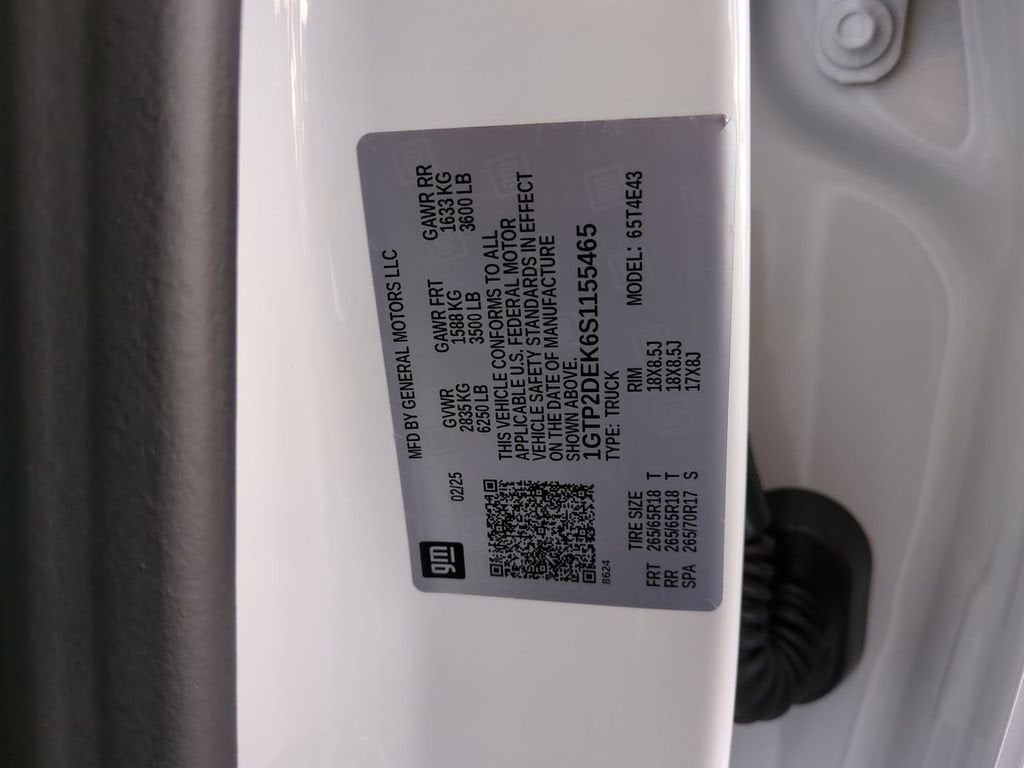 gm
02/25
MFD BY GENERAL MOTORS LLC
GVWR GAWR FRT GAWR RR
2835 KG 1588 KG 1633 KG
6250 LB 3500 LB 3600 LB
THIS VEHICLE CONFORMS TO ALL
APPLICABLE U.S. FEDERAL MOTOR
VEHICLE SAFETY STANDARDS IN EFFECT
ON THE DATE OF MANUFACTURE
SHOWN ABOVE.
1GTP2DEK6S1155465
TYPE: TRUCK MODEL: 65T4E43
8624
TIRE SIZE RIM
FRT 265/65R18 T 18X8.5J
RR 265/65R18 T 18X8.5J
SPA 265/70R17 S 17X8J